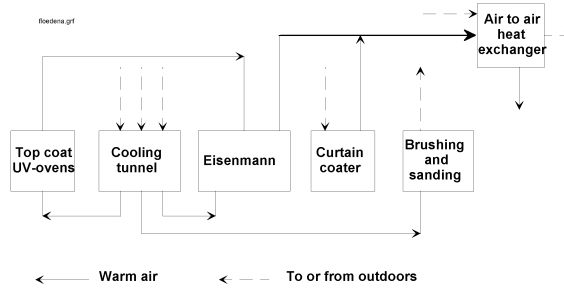 floedena.grf
Air to air
heat
exchanger
Top coat
UV-ovens
Cooling
tunnel
Eisenmann
Curtain
coater
Brushing
and
sanding
Warm air
To or from outdoors